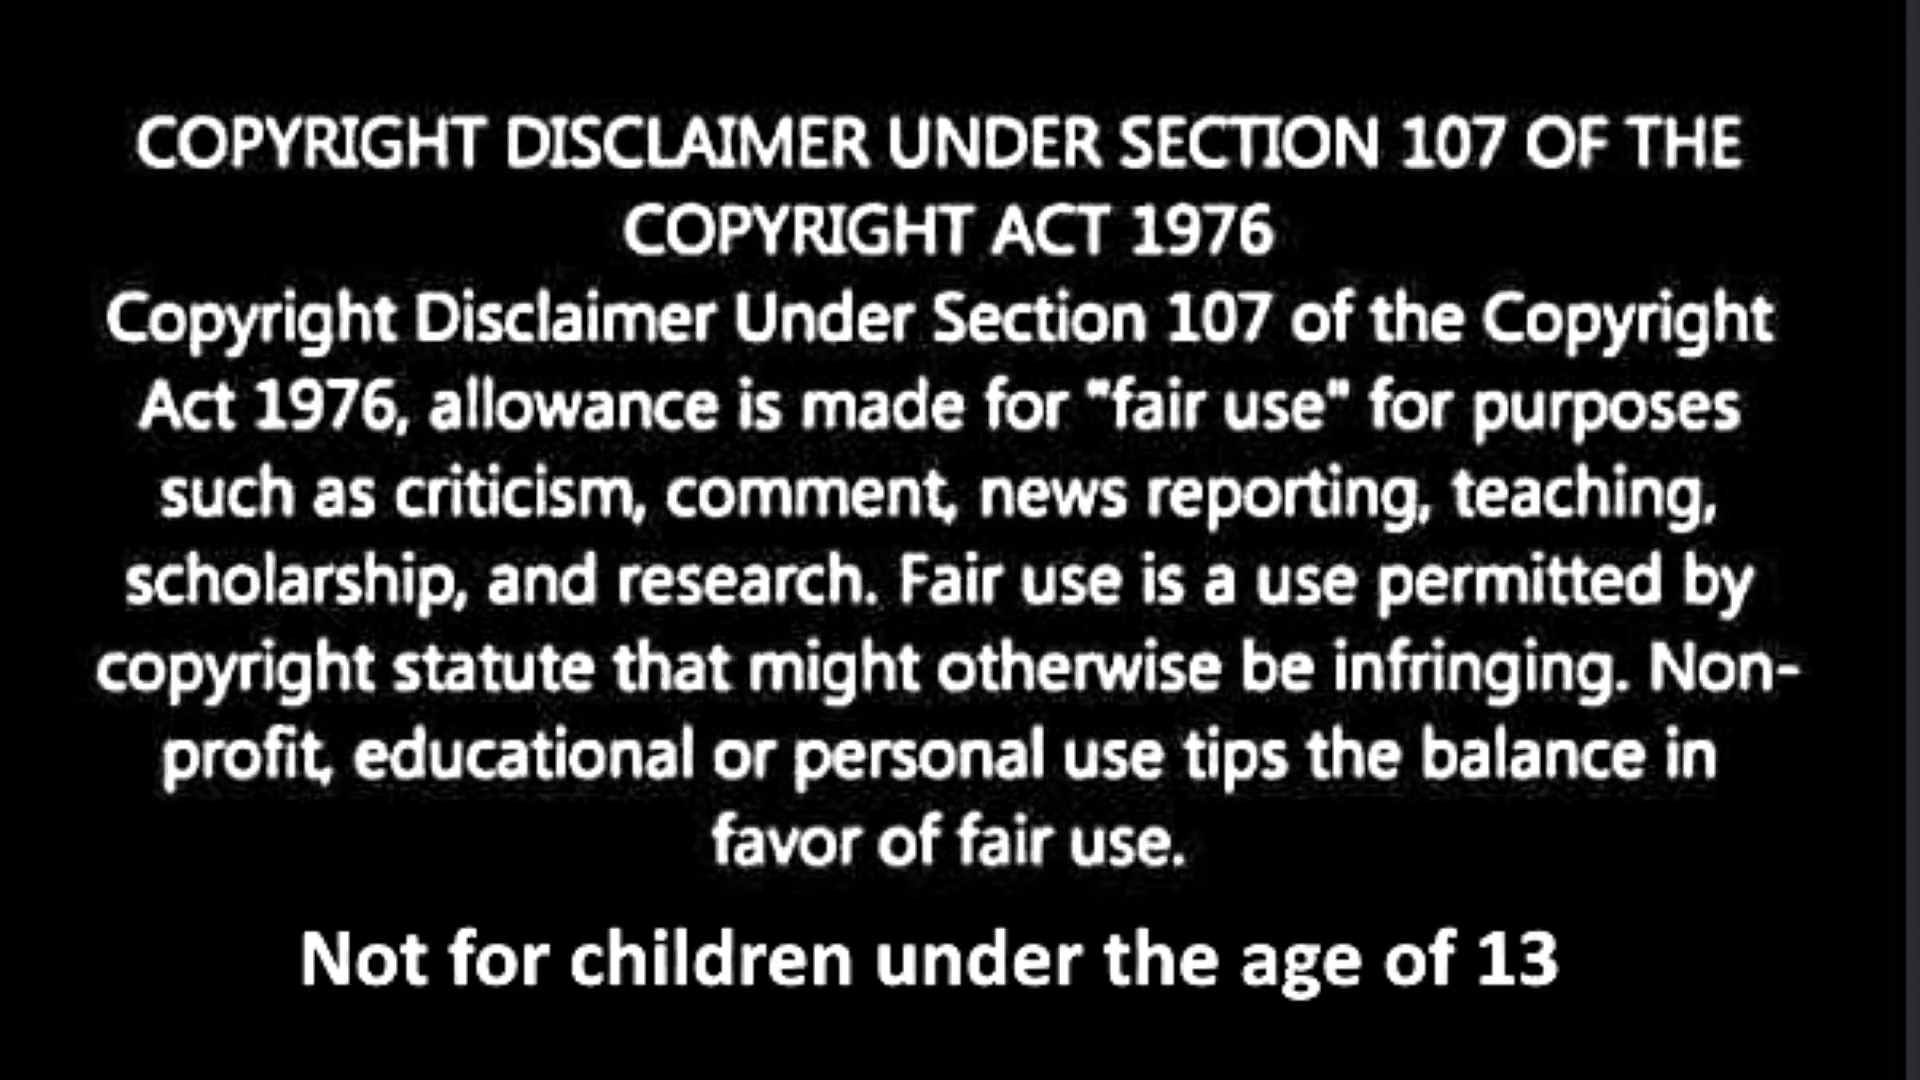 COPYRIGHT DISCLAIMER UNDER SECTION 107 OF THE
COPYRIGHT ACT 1976
Copyright Disclaimer Under Section 107 of the Copyright
Act 1976, allowance is made for "fair use" for purposes
such as criticism, comment, news reporting, teaching,
scholarship, and research. Fair use is a use permitted by
copyright statute that might otherwise be infringing. Non-
profit, educational or personal use tips the balance in
favor of fair use.
Not for children under the age of 13